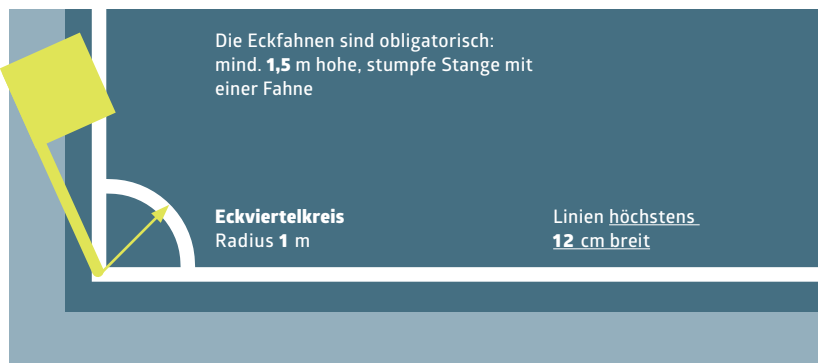 Die Eckfahnen sind obligatorisch:
mind. 1,5 m hohe, stumpfe Stange mit
einer Fahne
Eckviertelkreis
Radius 1 m
Linien höchstens
12 cm breit